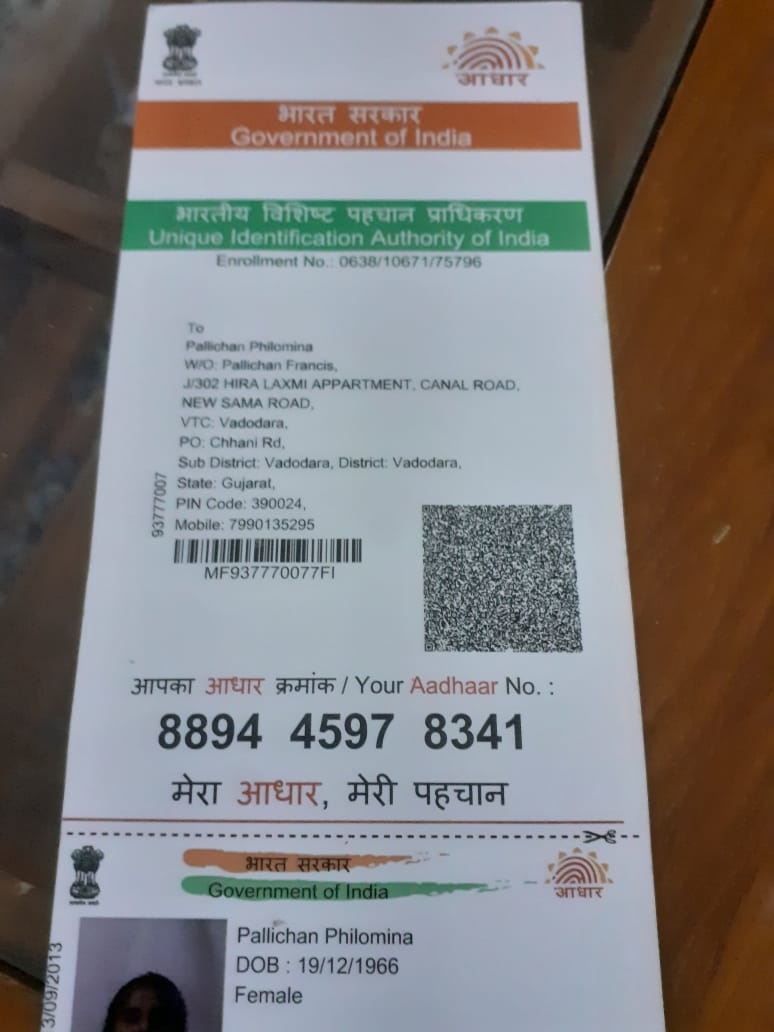 आधार
भारत सरकार
Government of India
भारतीय विशिष्ट पहचान प्राधिकरण
Unique Identification Authority of India
Enrollment No.: 0638/10671/75796
To
Pallichan Philomina
W/O: Pallichan Francis,
J/302 HIRA LAXMI APPARTMENT, CANAL ROAD,
NEW SAMA ROAD,
VTC: Vadodara,
PO: Chhani Rd,
Sub District: Vadodara, District: Vadodara,
State: Gujarat,
PIN Code: 390024,
Mobile: 7990135295
93777007
MF937770077FI
आपका आधार क्रमांक / Your Aadhaar No. :
8894 4597 8341
मेरा आधार, मेरी पहचान
भारत सरकार
Government of India
आधार
Pallichan Philomina
DOB : 19/12/1966
Female
3/09/2013